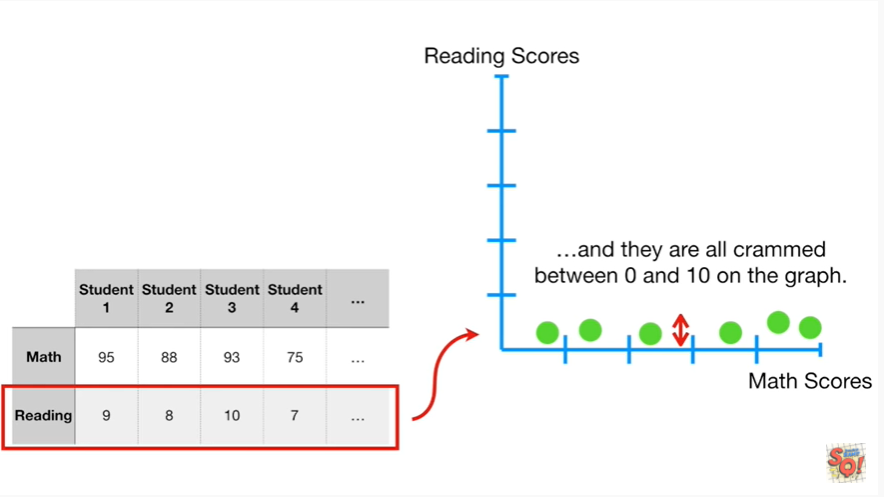 Reading Scores
…and they are all crammed
between 0 and 10 on the graph.
Math Scores
Student 1 Student 2 Student 3 Student 4 ...
Math 95 88 93 75 …
Reading 9 8 10 7 …
SQ!